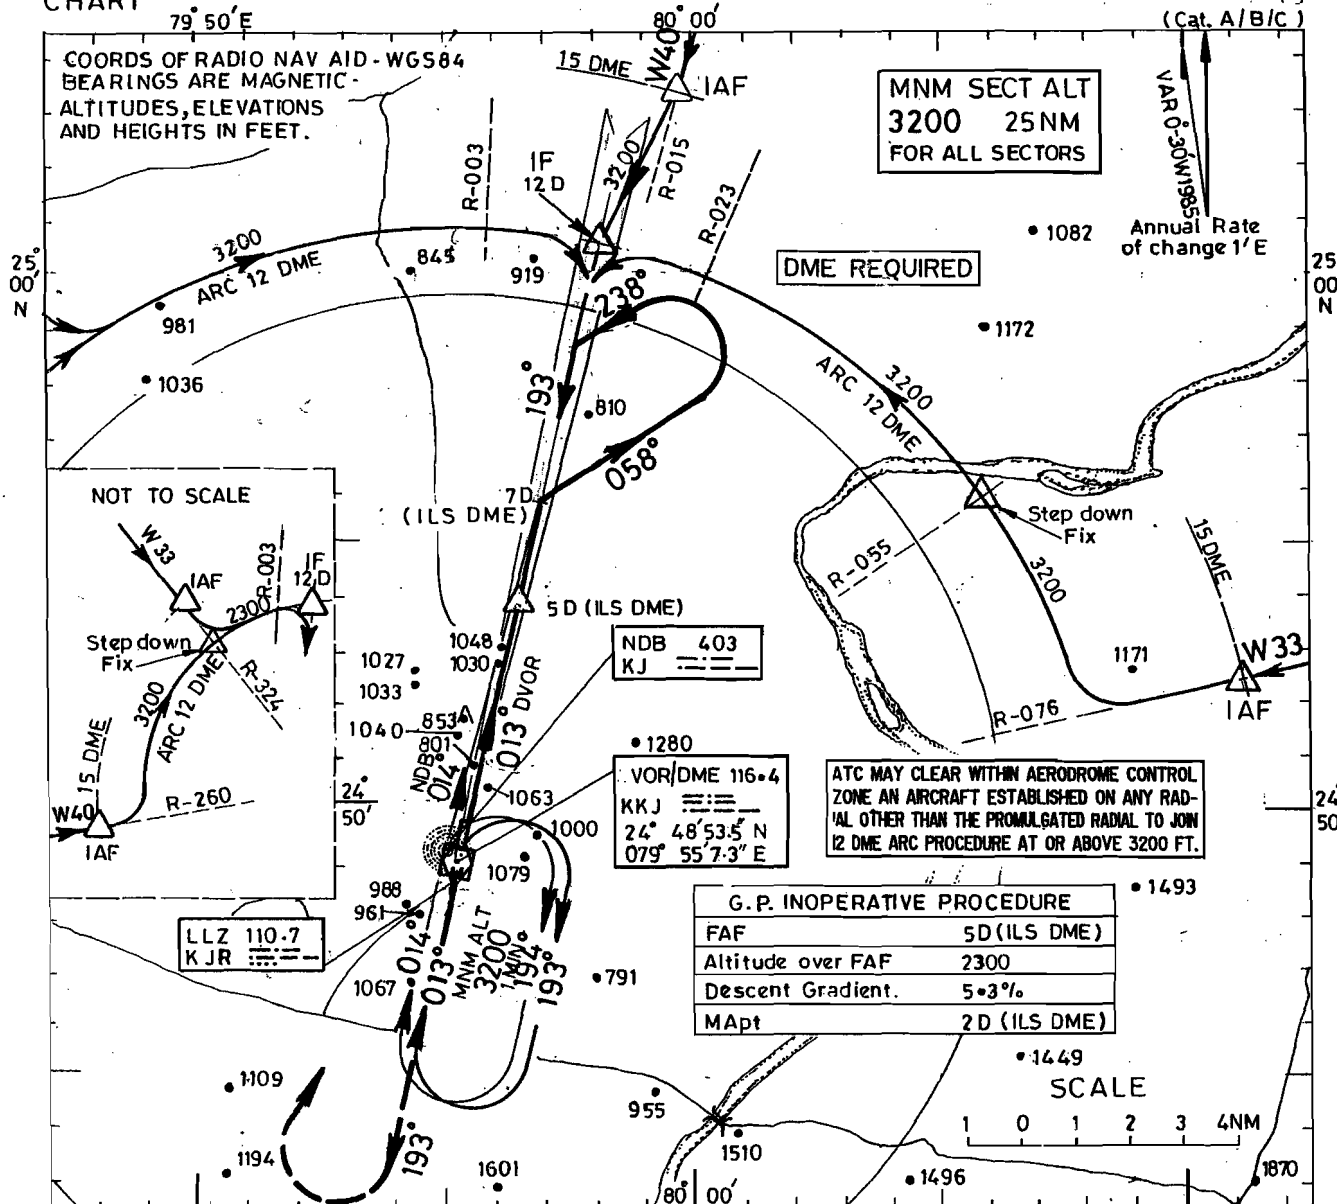 CHART
79° 50' E
80° 00'
(Cat. A/B/C)
COORDS OF RADIO NAV AID - WGS84
BEARINGS ARE MAGNETIC-
ALTITUDES, ELEVATIONS
AND HEIGHTS IN FEET.
15 DME
W40
IAF
MNM SECT ALT
3200 25NM
FOR ALL SECTORS
VAR 0°-30'W1985
Annual Rate
of change 1' E
R-003
IF
12 D
3200
R-015
R-023
1082
25°
00'
N
3200
ARC 12 DME
845
919
DME REQUIRED
25
00
N
981
238°
1172
1036
193
810
3200
ARC 12 DME
058°
NOT TO SCALE
7D
(ILS DME)
Step down
Fix
15 DME
W 33
R-003
IF
12 D
IAF
2300
R-055
3200
5D (ILS DME)
Step down
Fix
1048
1030
1027
1033
NDB 403
KJ
1171
W 33
IAF
R-324
3200
ARC 12 DME
15 DME
853
1040
801
013° DVOR
NDB
014°
R-076
1280
VOR/DME 116.4
KKJ
24° 48' 53.5" N
079° 55' 7.3" E
ATC MAY CLEAR WITHIN AERODROME CONTROL
ZONE AN AIRCRAFT ESTABLISHED ON ANY RAD-
IAL OTHER THAN THE PROMULGATED RADIAL TO JOIN
12 DME ARC PROCEDURE AT OR ABOVE 3200 FT.
R-260
W40
IAF
24°
50'
50
1063
1000
1079
1493
988
961
LLZ 110.7
KJR
G.P. INOPERATIVE PROCEDURE
FAF 5D (ILS DME)
Altitude over FAF 2300
Descent Gradient. 5.3%
MApt 2D (ILS DME)
014°
013°
MNM ALT
3200
1 MIN
194°
193°
1067
791
1449
1109
SCALE
1 0 1 2 3 4NM
955
193°
1194
1510
1601
1496
1870
80° 00'